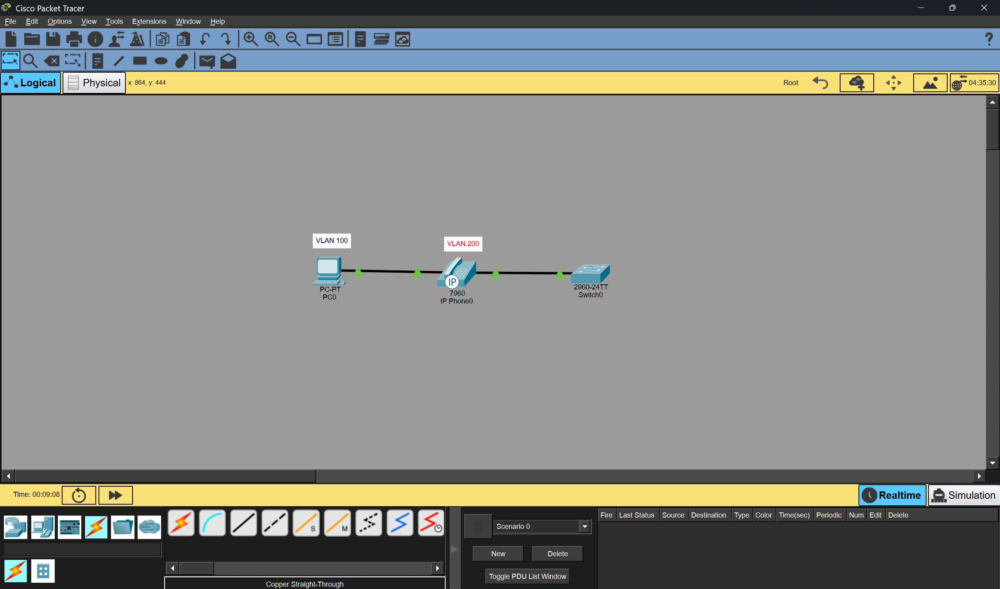 Cisco Packet Tracer
File Edit Options View Tools Extensions Window Help
Logical Physical x: 864, y: 444 Root 04:35:30
VLAN 100
VLAN 200
IP
PC-PT
PC0
7960
IP Phone0
2960-24TT
Switch0
Time: 00:09:08 Realtime Simulation
S M
Fire Last Status Source Destination Type Color Time(sec) Periodic Num Edit Delete
Scenario 0
New Delete
Toggle PDU List Window
Copper Straight-Through